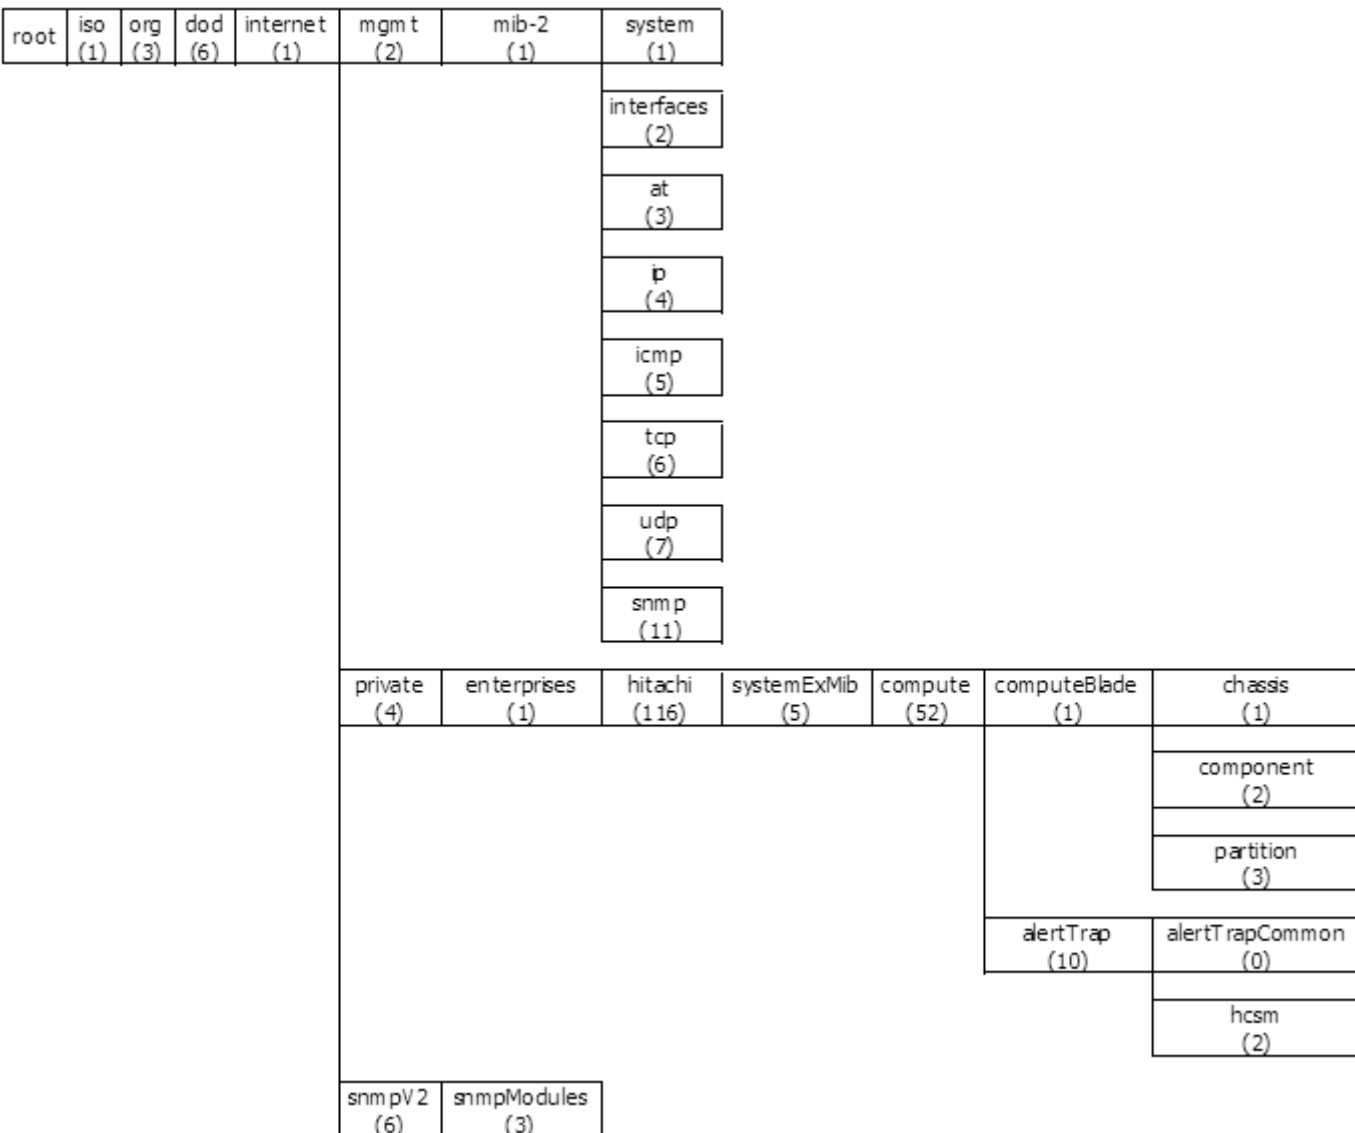 root iso org dod internet mgmt mib-2 system
(1) (3) (6) (1) (2) (1) (1)
interfaces
(2)
at
(3)
ip
(4)
icmp
(5)
tcp
(6)
udp
(7)
snmp
(11)
private enterprises hitachi systemExMib compute computeBlade chassis
(4) (1) (116) (5) (52) (1) (1)
component
(2)
partition
(3)
alertTrap alertTrapCommon
(10) (0)
hcsm
(2)
snmpV2 snmpModules
(6) (3)